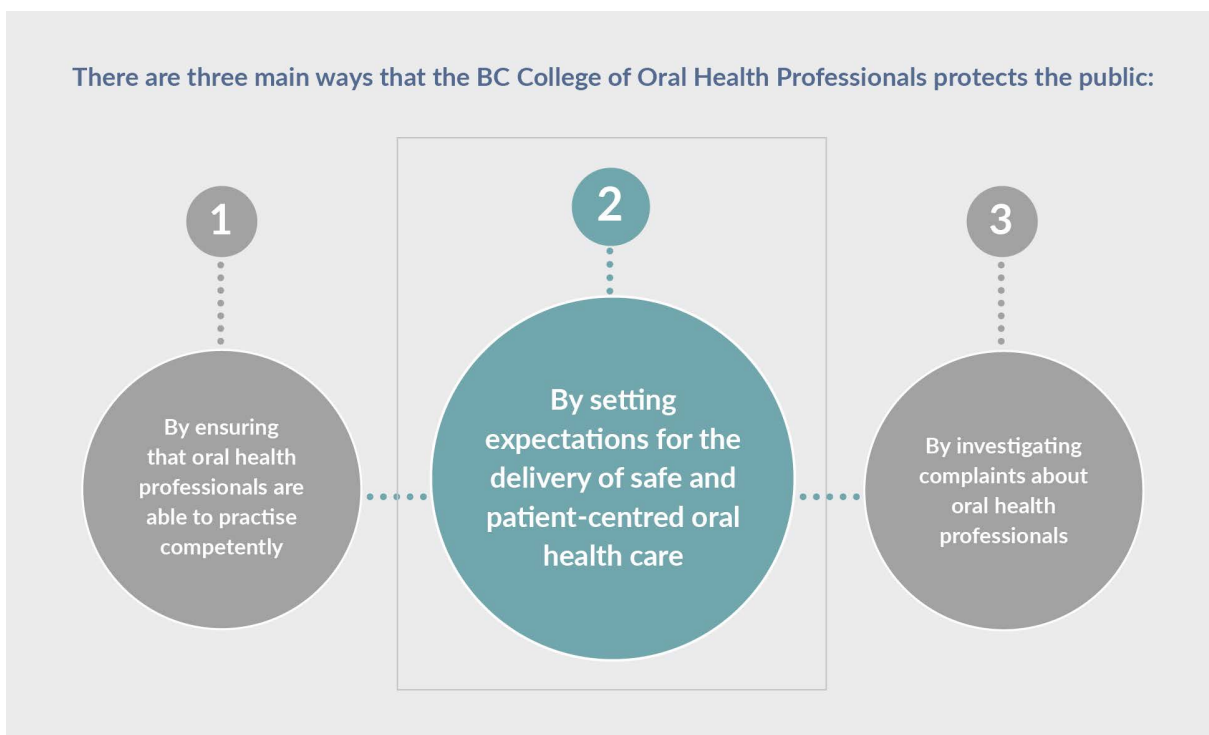 There are three main ways that the BC College of Oral Health Professionals protects the public:
1
By ensuring
that oral health
professionals are
able to practise
competently
2
By setting
expectations for the
delivery of safe and
patient-centred oral
health care
3
By investigating
complaints about
oral health
professionals